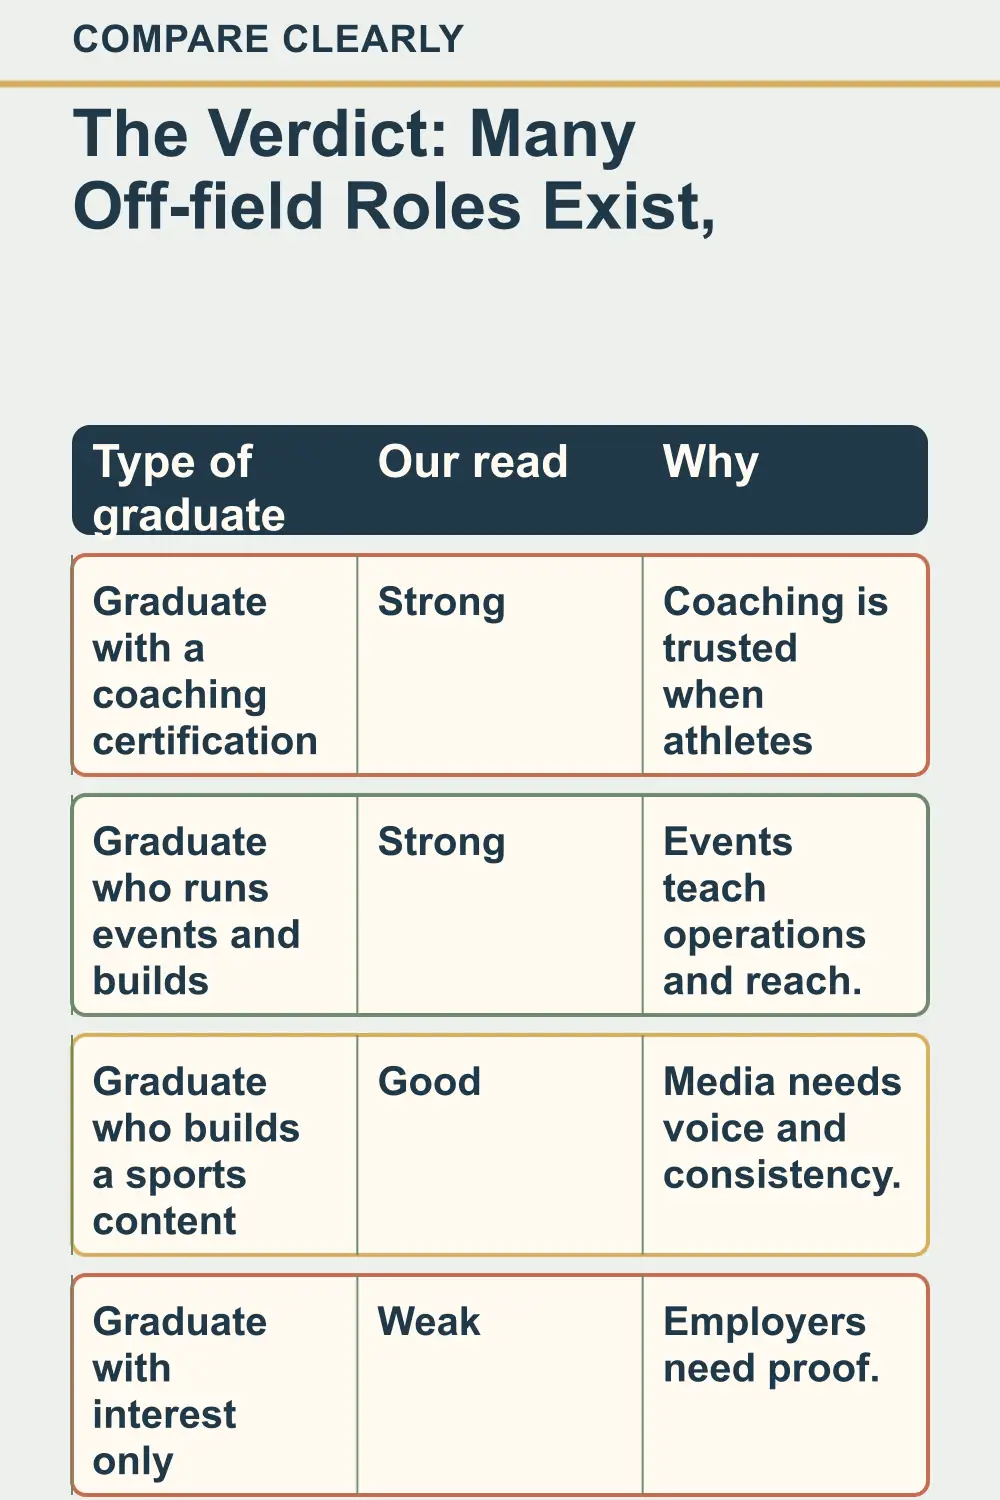 COMPARE CLEARLY
The Verdict: Many
Off-field Roles Exist,
Type of
graduate
Our read
Why
Graduate
with a
coaching
certification
Strong
Coaching is
trusted
when
athletes
Graduate
who runs
events and
builds
Strong
Events
teach
operations
and reach.
Graduate
who builds
a sports
content
Good
Media needs
voice and
consistency.
Graduate
with
interest
only
Weak
Employers
need proof.